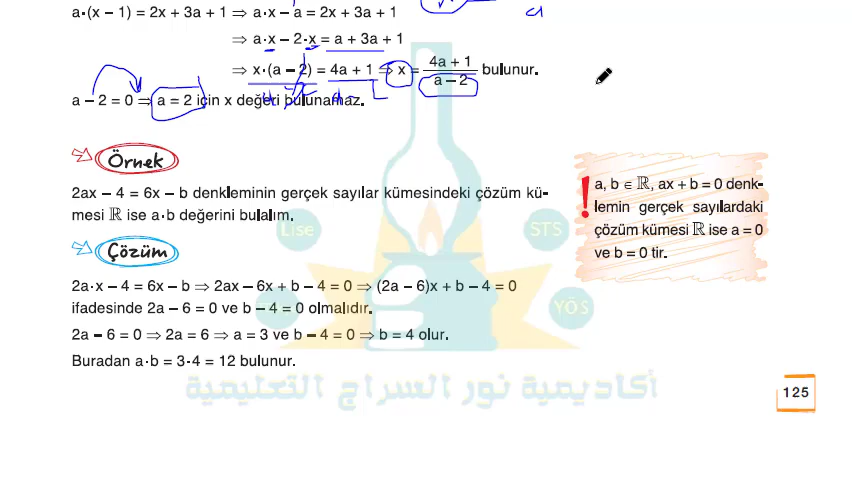 a·(x − 1) = 2x + 3a + 1 ⇒ a·x − a = 2x + 3a + 1
⇒ a·x − 2·x = a + 3a + 1
⇒ x·(a − 2) = 4a + 1 ⇒ x = (4a + 1)/(a − 2) bulunur.
a − 2 = 0 ⇒ a = 2 için x değeri bulunamaz.
Örnek
2ax − 4 = 6x − b denkleminin gerçek sayılar kümesindeki çözüm kü-
mesi ℝ ise a·b değerini bulalım.
Çözüm
2a·x − 4 = 6x − b ⇒ 2ax − 6x + b − 4 = 0 ⇒ (2a − 6)x + b − 4 = 0
ifadesinde 2a − 6 = 0 ve b − 4 = 0 olmalıdır.
2a − 6 = 0 ⇒ 2a = 6 ⇒ a = 3 ve b − 4 = 0 ⇒ b = 4 olur.
Buradan a·b = 3·4 = 12 bulunur.
! a, b ∈ ℝ, ax + b = 0 denk-
lemin gerçek sayılardaki
çözüm kümesi ℝ ise a = 0
ve b = 0 tir.
Lise
STS
YÖS
أكاديمية نور السراج التعليمية
125